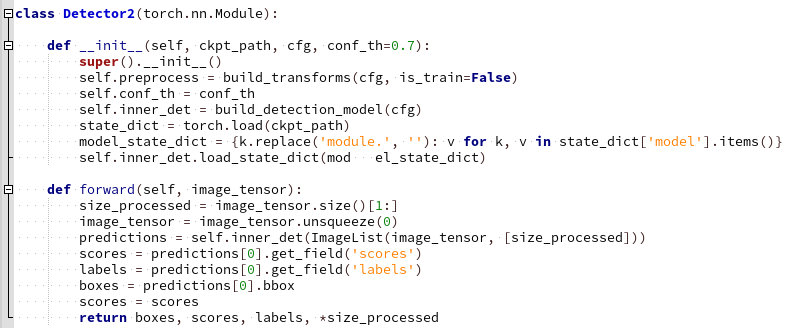 class Detector2(torch.nn.Module):
    def __init__(self, ckpt_path, cfg, conf_th=0.7):
        super().__init__()
        self.preprocess = build_transforms(cfg, is_train=False)
        self.conf_th = conf_th
        self.inner_det = build_detection_model(cfg)
        state_dict = torch.load(ckpt_path)
        model_state_dict = {k.replace('module.', ''): v for k, v in state_dict['model'].items()}
        self.inner_det.load_state_dict(mod   el_state_dict)
    def forward(self, image_tensor):
        size_processed = image_tensor.size()[1:]
        image_tensor = image_tensor.unsqueeze(0)
        predictions = self.inner_det(ImageList(image_tensor, [size_processed]))
        scores = predictions[0].get_field('scores')
        labels = predictions[0].get_field('labels')
        boxes = predictions[0].bbox
        scores = scores
        return boxes, scores, labels, *size_processed